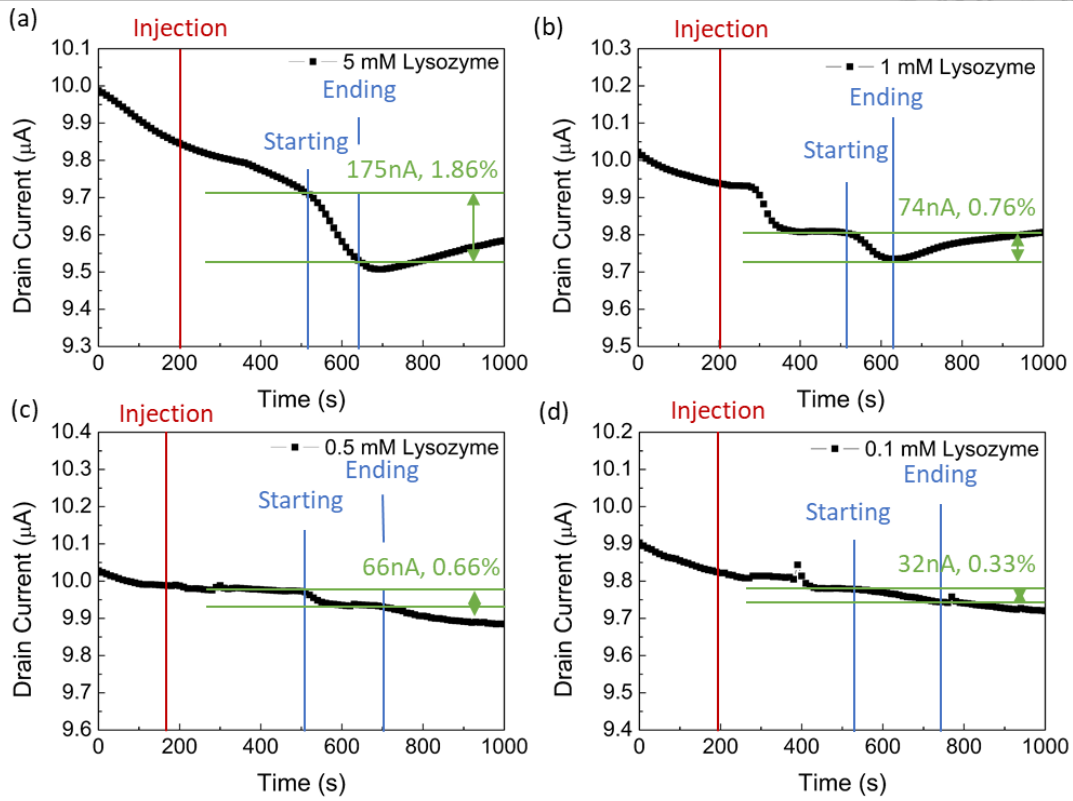 (a)
Injection
10.1
10.0
9.9
9.8
9.7
9.6
9.5
9.4
9.3
Drain Current (μA)
5 mM Lysozyme
Ending
Starting
175nA, 1.86%
0 200 400 600 800 1000
Time (s)
(b)
Injection
10.3
10.2
10.1
10.0
9.9
9.8
9.7
9.6
9.5
Drain Current (μA)
1 mM Lysozyme
Ending
Starting
74nA, 0.76%
0 200 400 600 800 1000
Time (s)
(c)
Injection
10.4
10.3
10.2
10.1
10.0
9.9
9.8
9.7
9.6
Drain Current (μA)
0.5 mM Lysozyme
Ending
Starting
66nA, 0.66%
0 200 400 600 800 1000
Time (s)
(d)
Injection
10.2
10.1
10.0
9.9
9.8
9.7
9.6
9.5
9.4
Drain Current (μA)
0.1 mM Lysozyme
Ending
Starting
32nA, 0.33%
0 200 400 600 800 1000
Time (s)